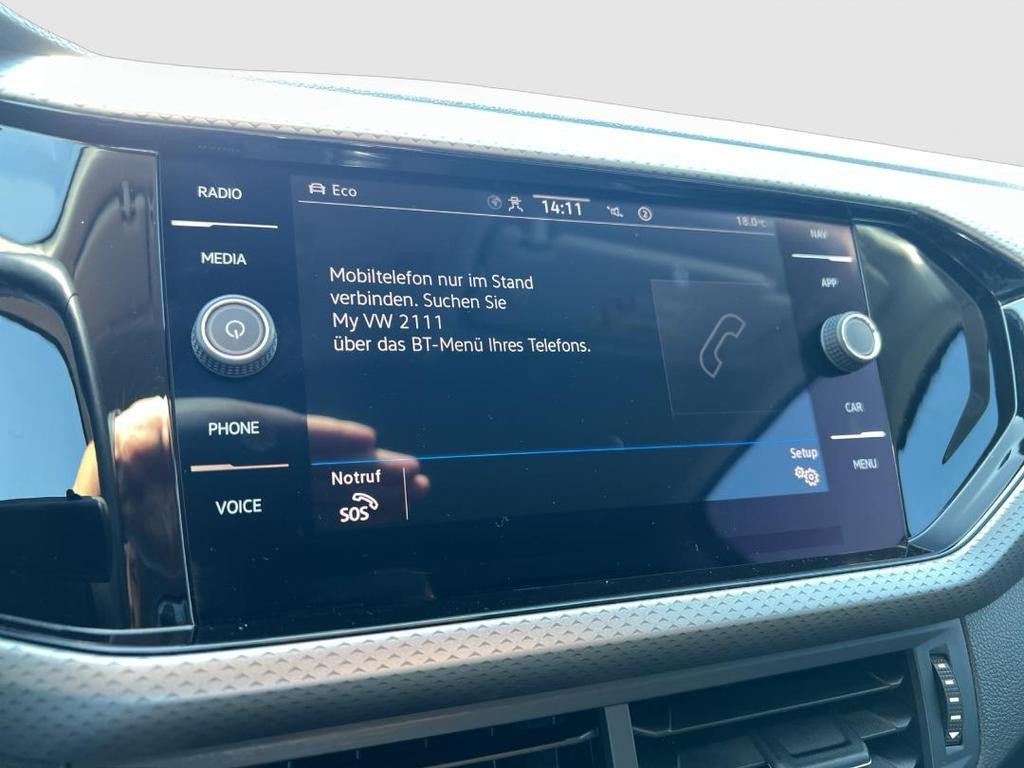 RADIO
MEDIA
PHONE
VOICE
Eco
14:11
2
18.0°C
Mobiltelefon nur im Stand
verbinden. Suchen Sie
My VW 2111
über das BT-Menü Ihres Telefons.
Notruf
SOS
Setup
NAV
APP
CAR
MENU